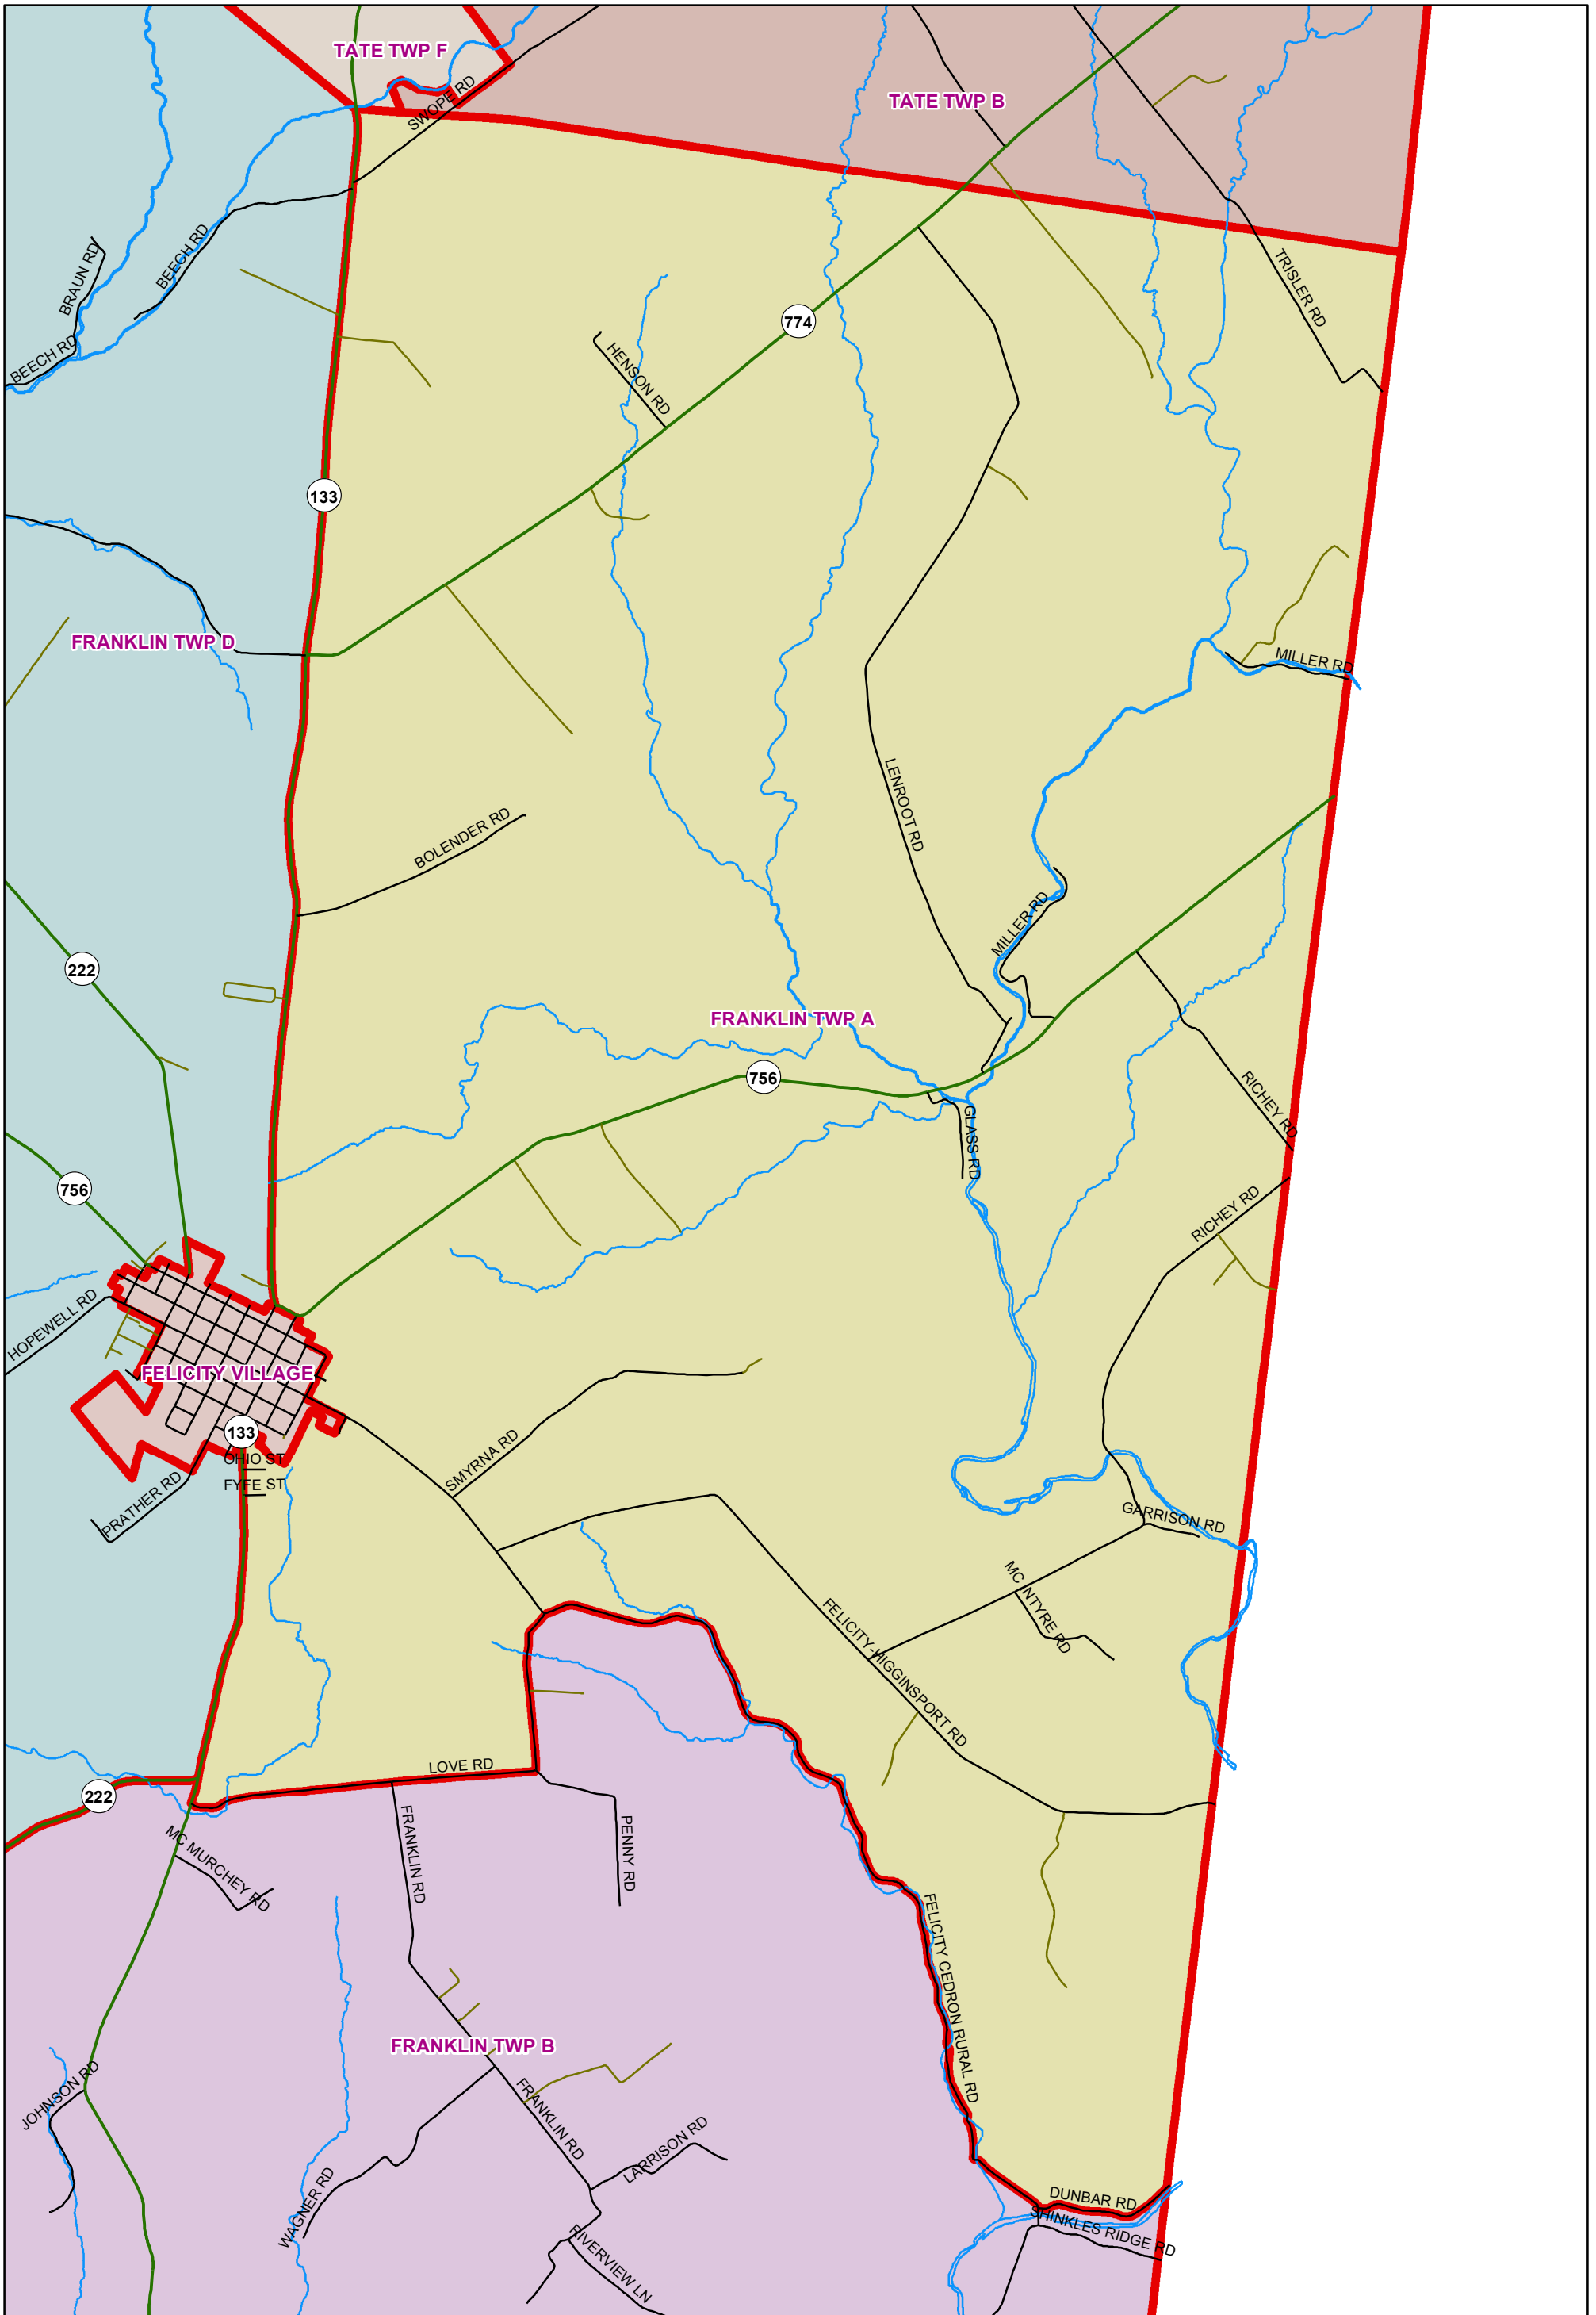 TATE TWP F
SWOPE RD
TATE TWP B
BRAUN RD
BEECH RD
BEECH RD
TRISLER RD
774
HENSON RD
133
FRANKLIN TWP D
MILLER RD
LENROOT RD
BOLENDER RD
MILLER RD
222
FRANKLIN TWP A
756
RICHEY RD
GLASS RD
756
RICHEY RD
HOPEWELL RD
FELICITY VILLAGE
133
OHIO ST
FYFE ST
SMYRNA RD
PRATHER RD
GARRISON RD
MC INTYRE RD
FELICITY-HIGGINSPORT RD
LOVE RD
222
FRANKLIN RD
PENNY RD
MC MURCHEY RD
FELICITY CEDRON RURAL RD
FRANKLIN TWP B
JOHNSON RD
FRANKLIN RD
LARRISON RD
WAGNER RD
DUNBAR RD
SHINKLES RIDGE RD
RIVERVIEW LN